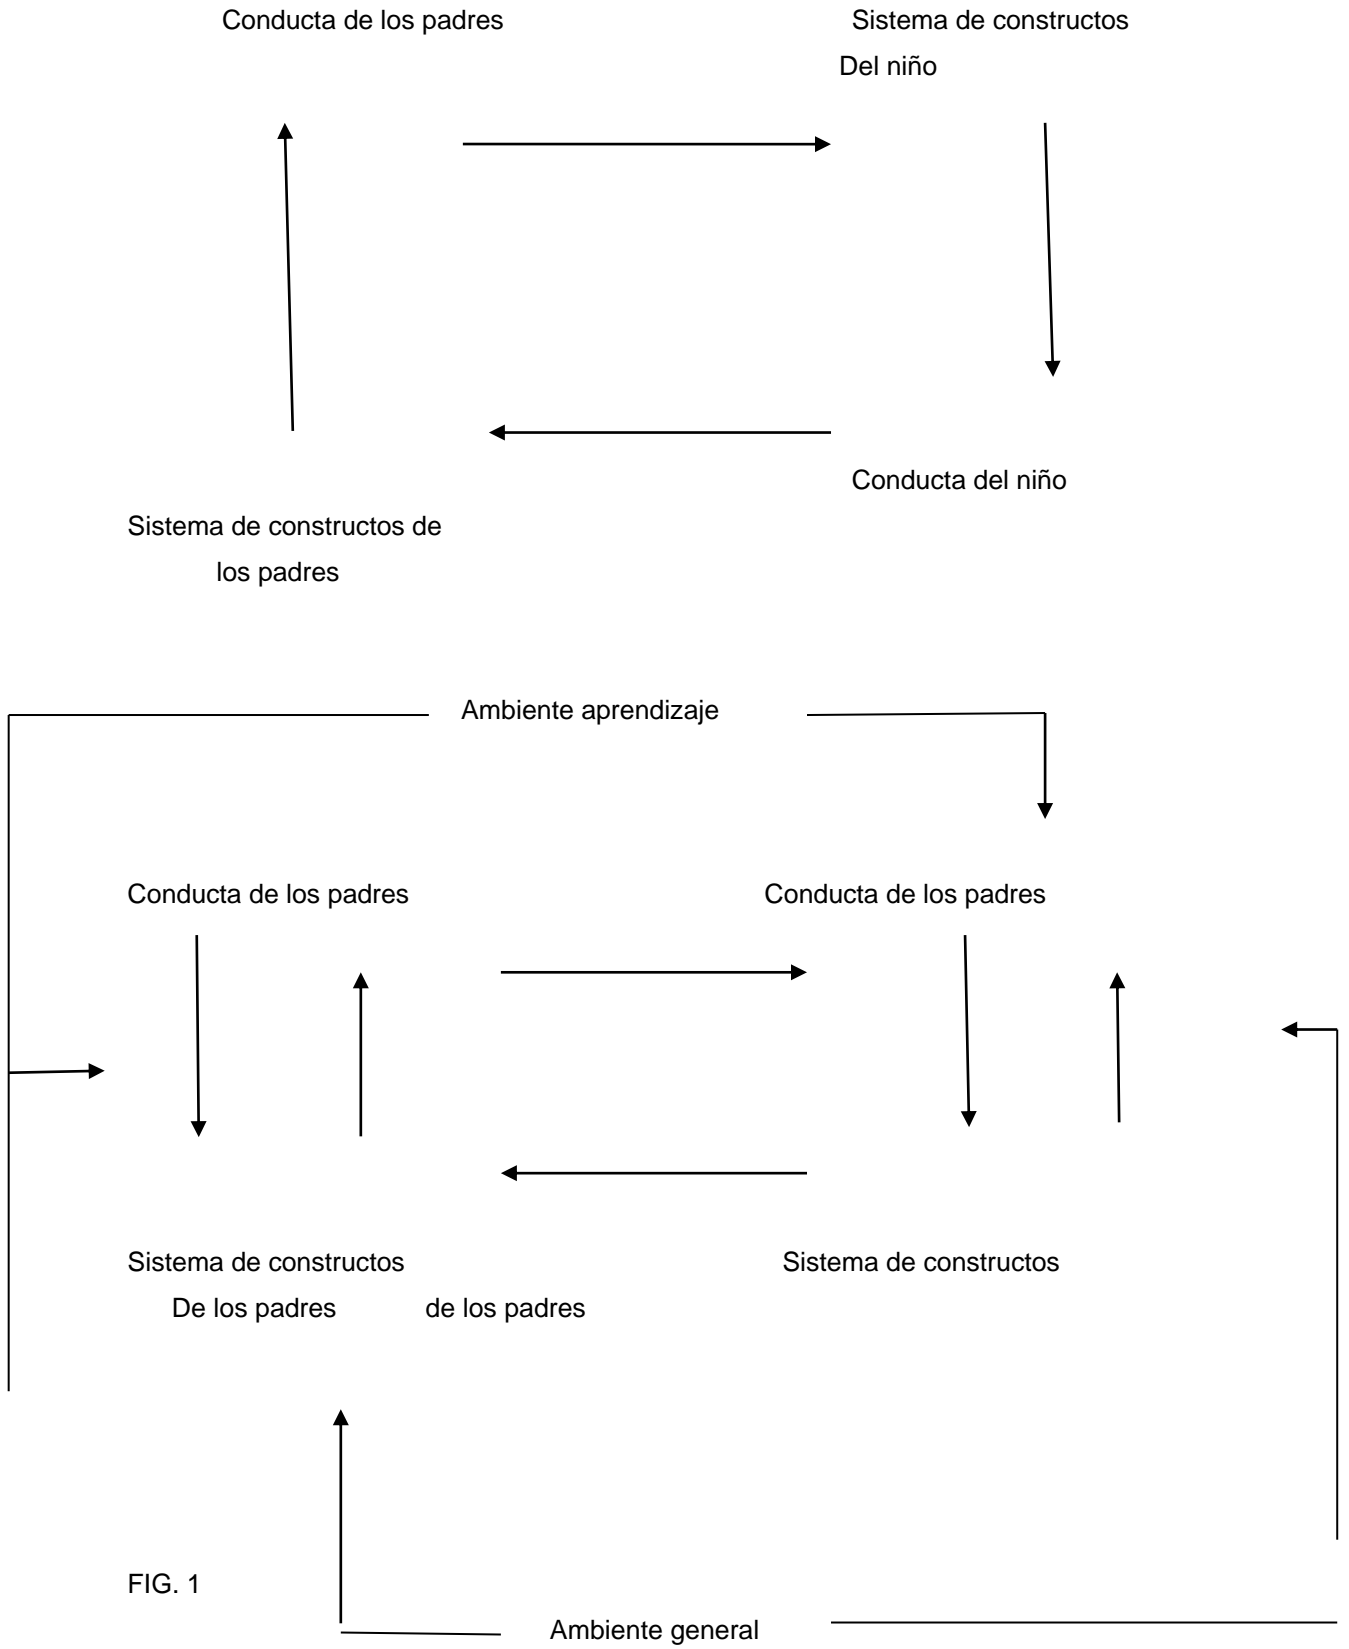 Conducta de los padres Sistema de constructos
Del niño
Conducta del niño
Sistema de constructos de
los padres
Ambiente aprendizaje
Conducta de los padres Conducta de los padres
Sistema de constructos Sistema de constructos
De los padres de los padres
FIG. 1
Ambiente general